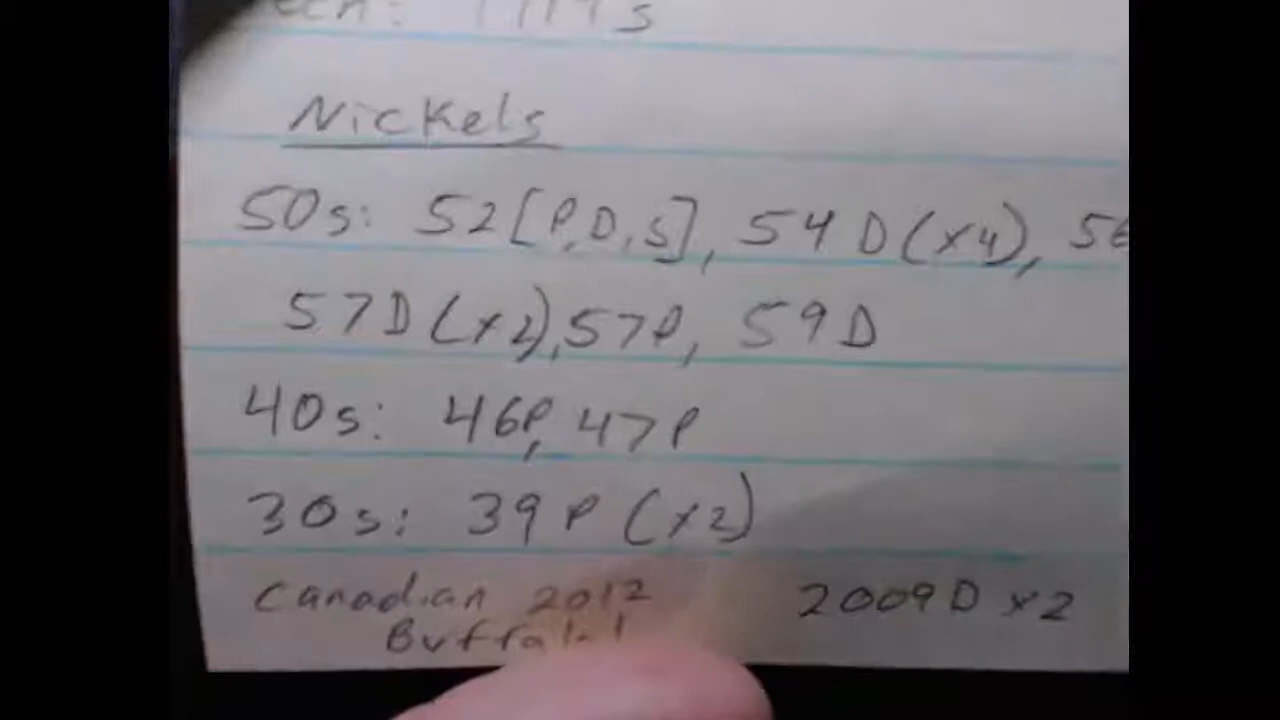 Nickels
50s: 52[P,D,S], 54D(x4),
57D(x2),57P, 59D
40s: 46P, 47P
30s: 39P (x2)
Canadian 2012 2009D x2